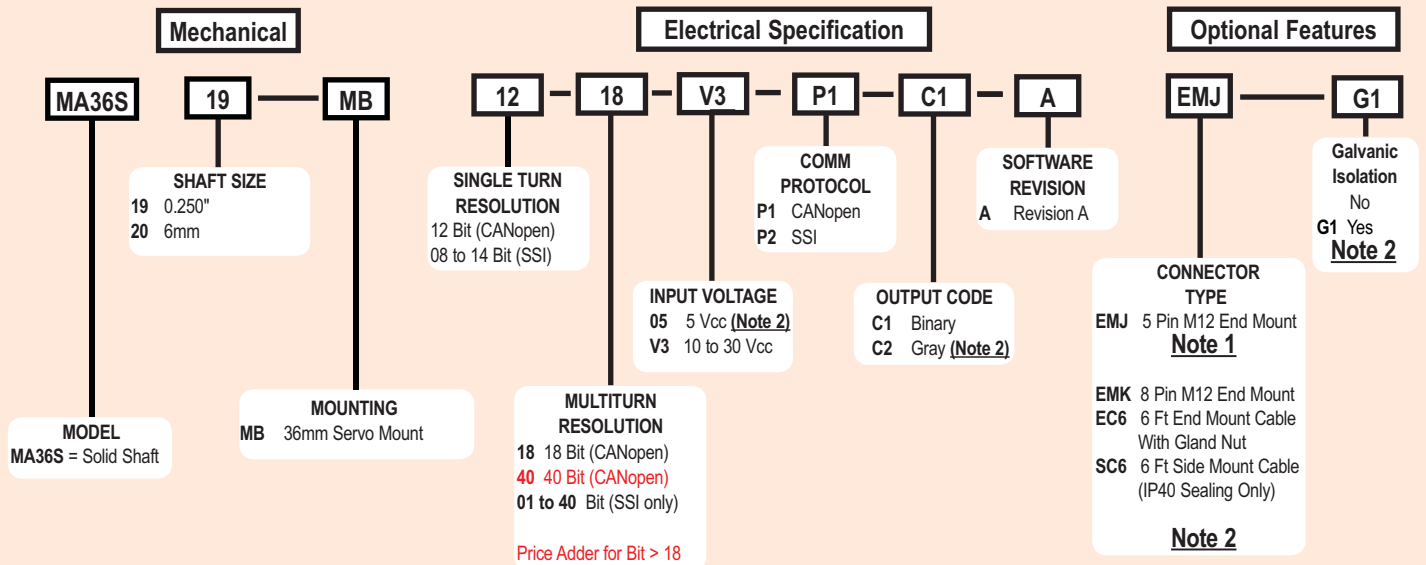 Mechanical
Electrical Specification
Optional Features
MA36S
19
MB
12
18
V3
P1
C1
A
EMJ
G1
SHAFT SIZE
19 0.250"
20 6mm
SINGLE TURN
RESOLUTION
12 Bit (CANopen)
08 to 14 Bit (SSI)
COMM
PROTOCOL
P1 CANopen
P2 SSI
SOFTWARE
REVISION
A Revision A
Galvanic
Isolation
No
G1 Yes
Note 2
INPUT VOLTAGE
05 5 Vcc (Note 2)
V3 10 to 30 Vcc
OUTPUT CODE
C1 Binary
C2 Gray (Note 2)
CONNECTOR
TYPE
EMJ 5 Pin M12 End Mount
Note 1
EMK 8 Pin M12 End Mount
EC6 6 Ft End Mount Cable
With Gland Nut
SC6 6 Ft Side Mount Cable
(IP40 Sealing Only)
Note 2
MODEL
MA36S = Solid Shaft
MOUNTING
MB 36mm Servo Mount
MULTITURN
RESOLUTION
18 18 Bit (CANopen)
40 40 Bit (CANopen)
01 to 40 Bit (SSI only)
Price Adder for Bit > 18